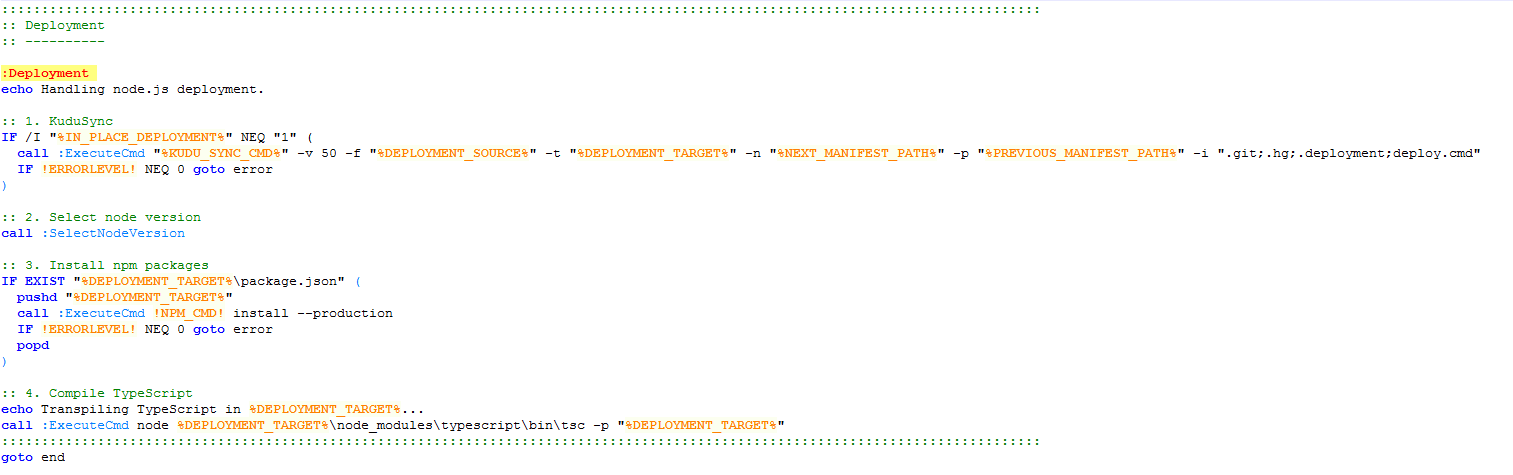 ::::::::::::::::::::::::::::::::::::::::::::::::::::::::::::::::::::::::::::::::::::::::::::::::::::::::::::::::::::::::::::::::::
:: Deployment
:: ----------
:Deployment
echo Handling node.js deployment.
:: 1. KuduSync
IF /I "%IN_PLACE_DEPLOYMENT%" NEQ "1" (
  call :ExecuteCmd "%KUDU_SYNC_CMD%" -v 50 -f "%DEPLOYMENT_SOURCE%" -t "%DEPLOYMENT_TARGET%" -n "%NEXT_MANIFEST_PATH%" -p "%PREVIOUS_MANIFEST_PATH%" -i ".git;.hg;.deployment;deploy.cmd"
  IF !ERRORLEVEL! NEQ 0 goto error
)
:: 2. Select node version
call :SelectNodeVersion
:: 3. Install npm packages
IF EXIST "%DEPLOYMENT_TARGET%\package.json" (
  pushd "%DEPLOYMENT_TARGET%"
  call :ExecuteCmd !NPM_CMD! install --production
  IF !ERRORLEVEL! NEQ 0 goto error
  popd
)
:: 4. Compile TypeScript
echo Transpiling TypeScript in %DEPLOYMENT_TARGET%...
call :ExecuteCmd node %DEPLOYMENT_TARGET%\node_modules\typescript\bin\tsc -p "%DEPLOYMENT_TARGET%"
::::::::::::::::::::::::::::::::::::::::::::::::::::::::::::::::::::::::::::::::::::::::::::::::::::::::::::::::::::::::::::::::::
goto end